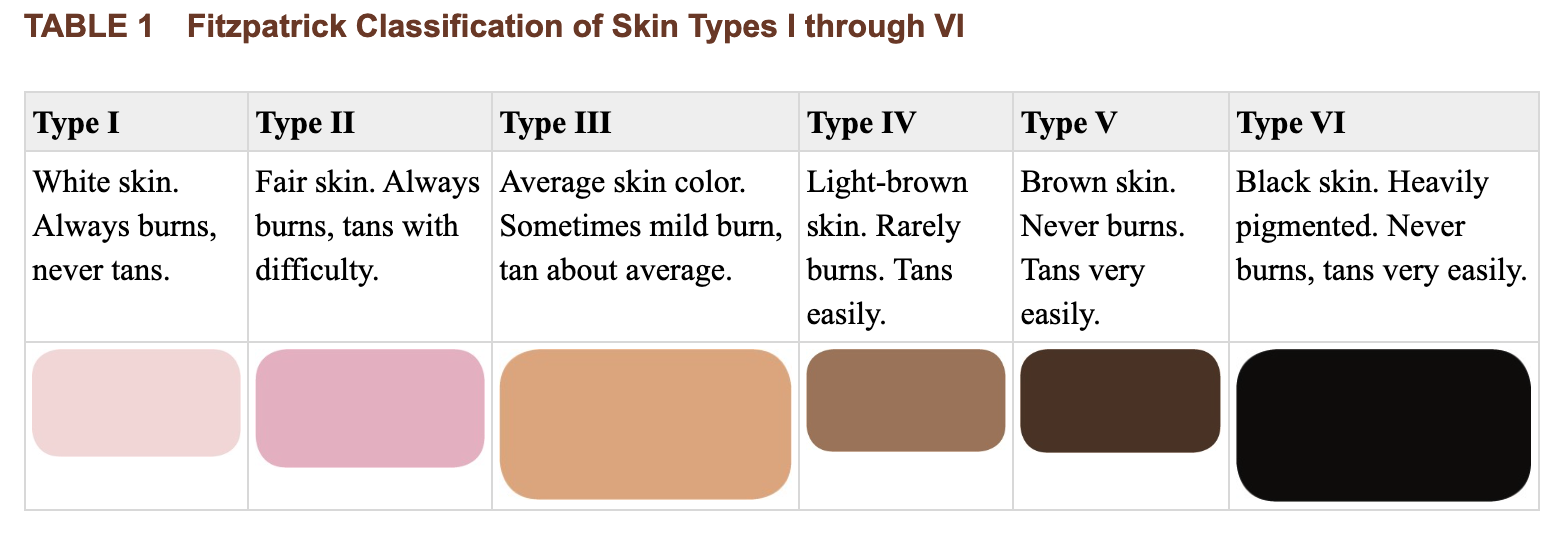 TABLE 1 Fitzpatrick Classification of Skin Types I through VI
Type I
Type II
Type III
Type IV
Type V
Type VI
White skin.
Always burns,
never tans.
Fair skin. Always
burns, tans with
difficulty.
Average skin color.
Sometimes mild burn,
tan about average.
Light-brown
skin. Rarely
burns. Tans
easily.
Brown skin.
Never burns.
Tans very
easily.
Black skin. Heavily
pigmented. Never
burns, tans very easily.